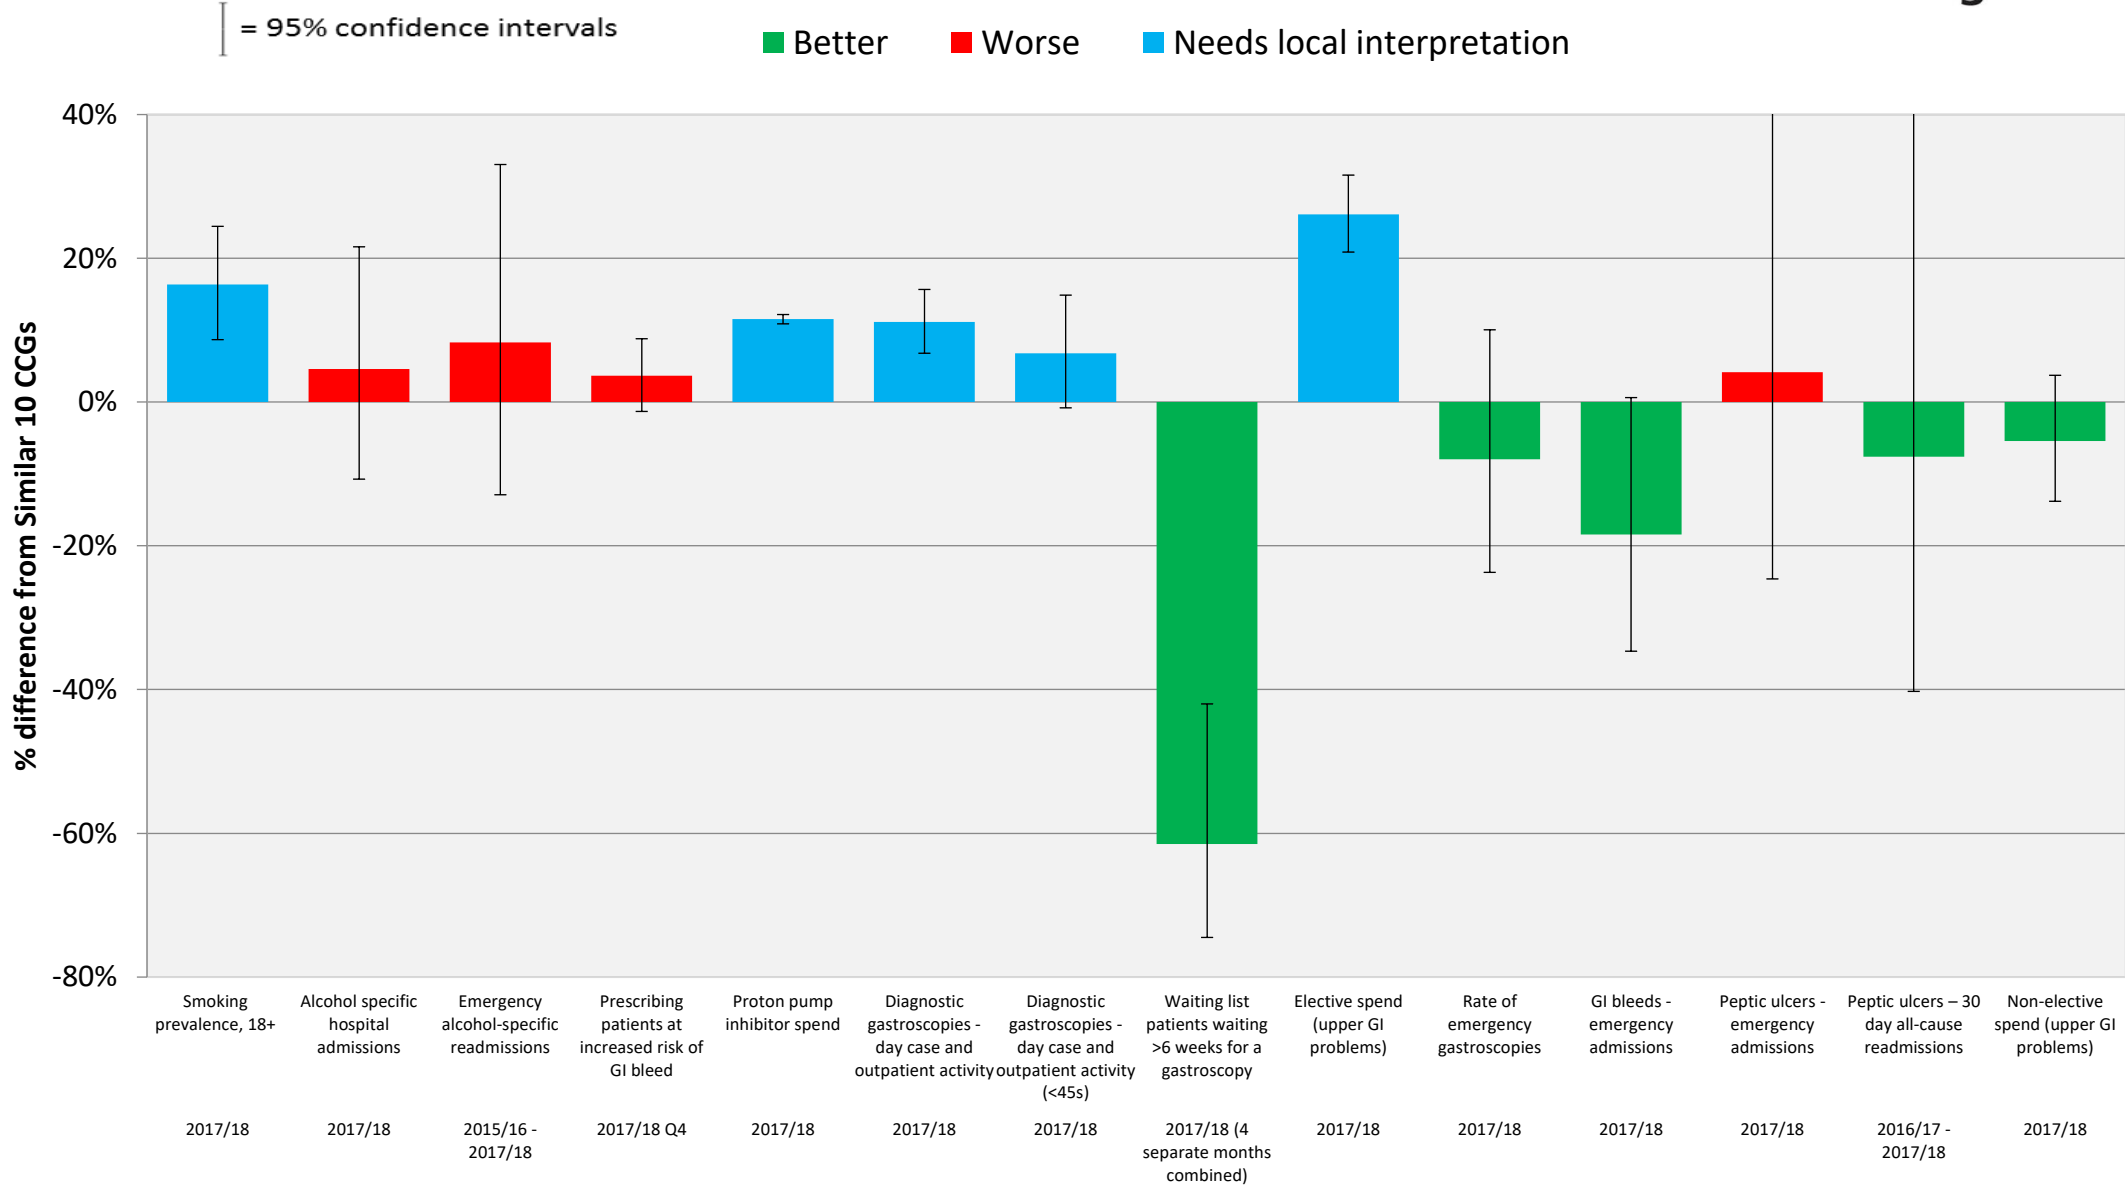 = 95% confidence intervals
Better
Worse
Needs local interpretation
% difference from Similar 10 CCGs
40%
20%
0%
-20%
-40%
-60%
-80%
Smoking
prevalence, 18+
2017/18
Alcohol specific
hospital
admissions
2017/18
Emergency
alcohol-specific
readmissions
2015/16 -
2017/18
Prescribing
patients at
increased risk of
GI bleed
2017/18 Q4
Proton pump
inhibitor spend
2017/18
Diagnostic
gastroscopies -
day case and
outpatient activity
2017/18
Diagnostic
gastroscopies -
day case and
outpatient activity
(<45s)
2017/18
Waiting list
patients waiting
>6 weeks for a
gastroscopy
2017/18 (4
separate months
combined)
Elective spend
(upper GI
problems)
2017/18
Rate of
emergency
gastroscopies
2017/18
GI bleeds -
emergency
admissions
2017/18
Peptic ulcers -
emergency
admissions
2017/18
Peptic ulcers – 30
day all-cause
readmissions
2016/17 -
2017/18
Non-elective
spend (upper GI
problems)
2017/18